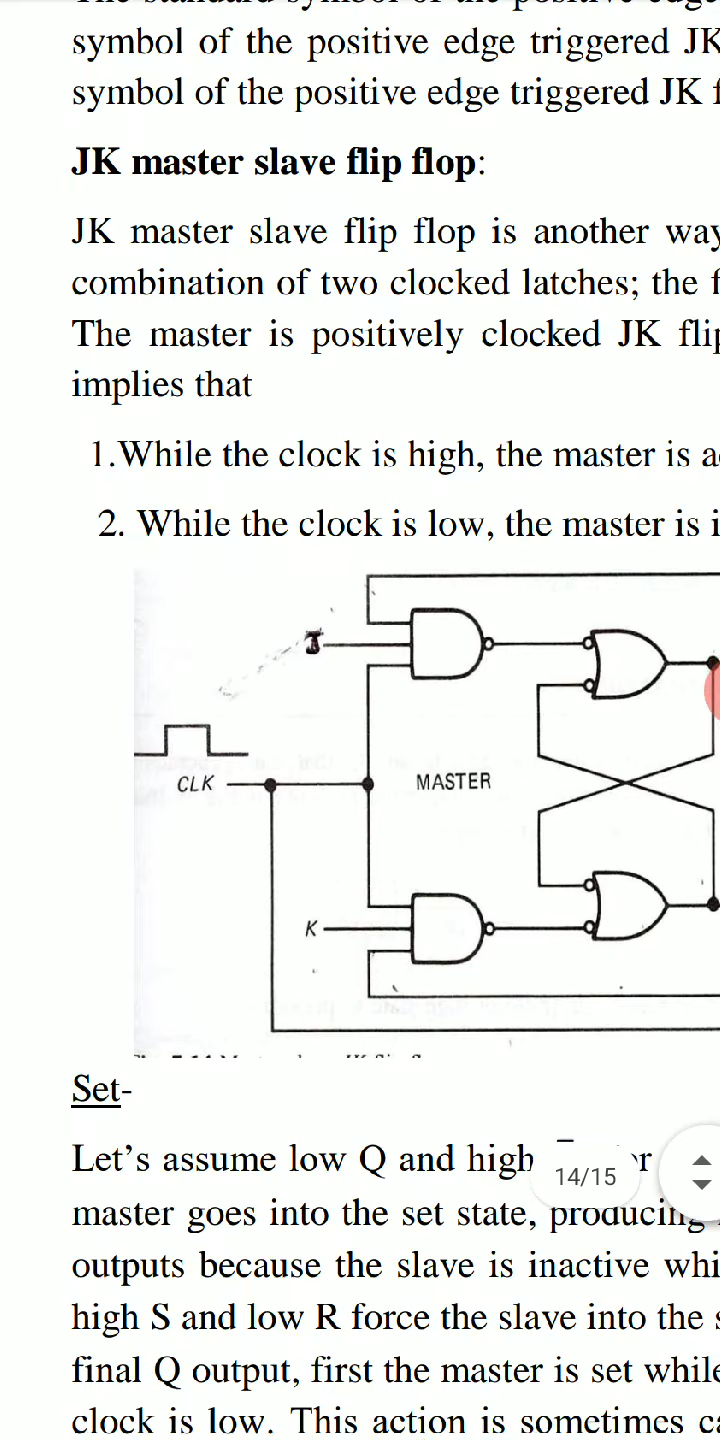 symbol of the positive edge triggered JK
symbol of the positive edge triggered JK
JK master slave flip flop:
JK master slave flip flop is another way
combination of two clocked latches; the
The master is positively clocked JK flip
implies that
1.While the clock is high, the master is
2. While the clock is low, the master is
J
CLK
MASTER
K
Set-
Let’s assume low Q and high
14/15
master goes into the set state, producing
outputs because the slave is inactive
high S and low R force the slave into the
final Q output, first the master is set while
clock is low. This action is sometimes